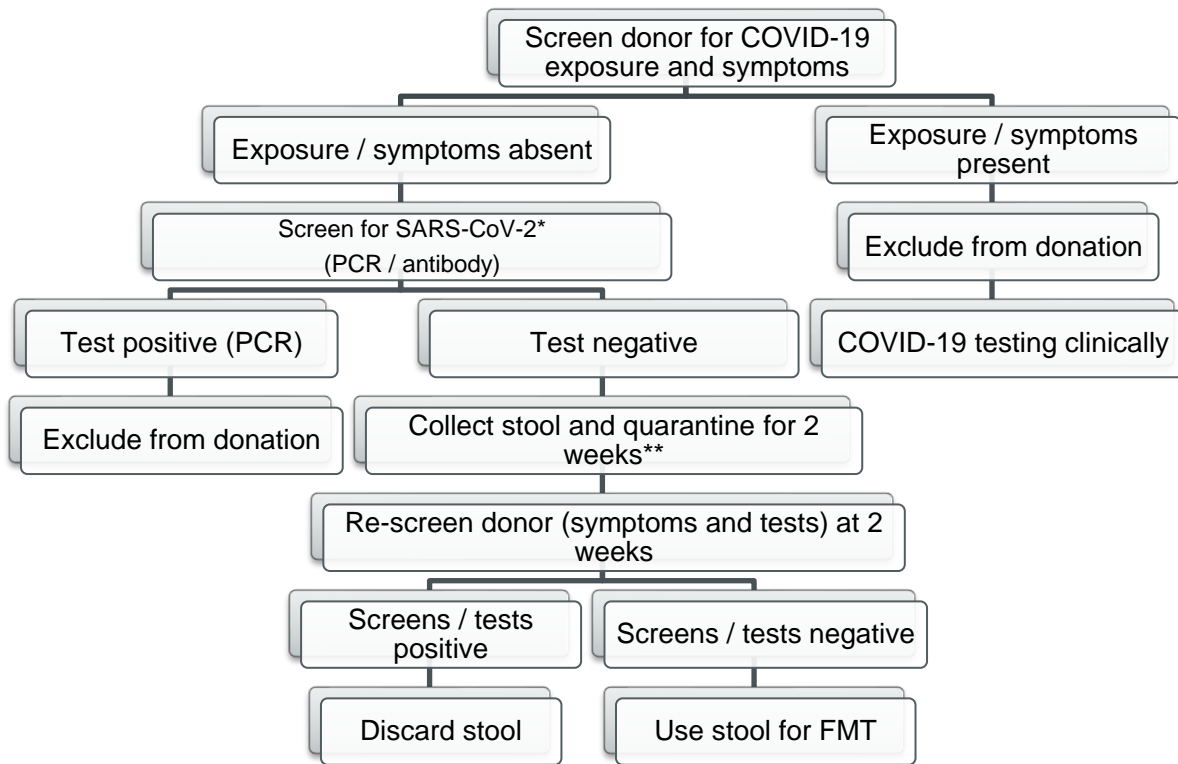 Screen donor for COVID-19
exposure and symptoms
Exposure / symptoms absent
Exposure / symptoms
present
Screen for SARS-CoV-2*
(PCR / antibody)
Exclude from donation
Test positive (PCR)
Test negative
COVID-19 testing clinically
Exclude from donation
Collect stool and quarantine for 2
weeks**
Re-screen donor (symptoms and tests) at 2
weeks
Screens / tests
positive
Screens / tests negative
Discard stool
Use stool for FMT